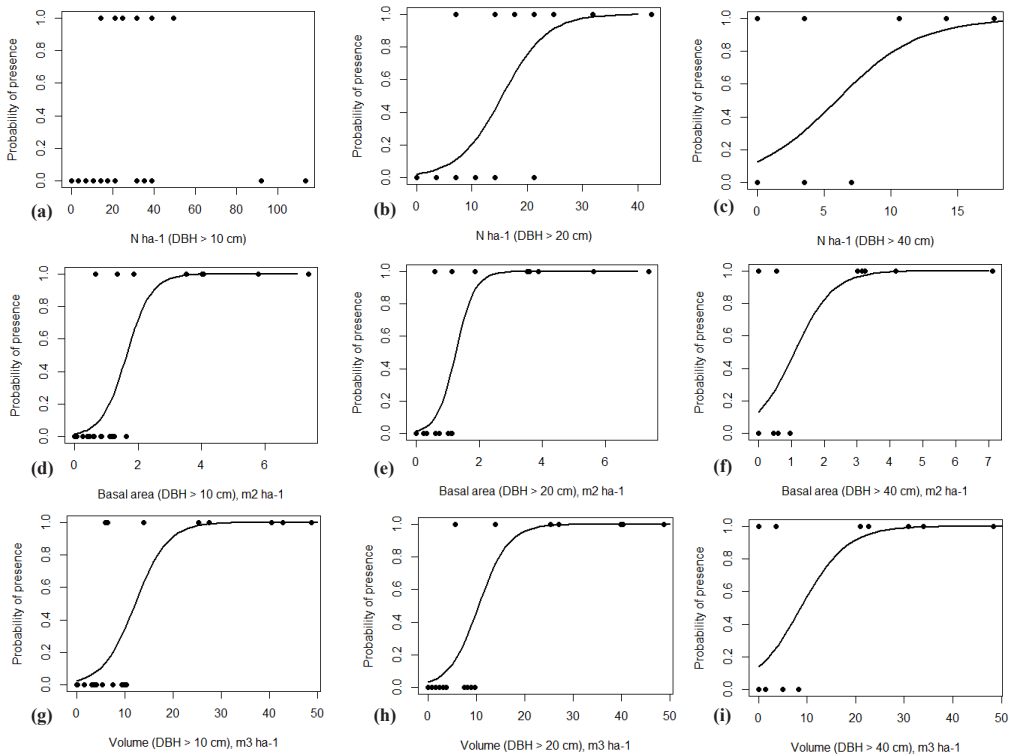 Probability of presence
0.0 0.2 0.4 0.6 0.8 1.0
0 20 40 60 80 100
(a)
N ha-1 (DBH > 10 cm)
Probability of presence
0.0 0.2 0.4 0.6 0.8 1.0
0 10 20 30 40
(b)
N ha-1 (DBH > 20 cm)
Probability of presence
0.0 0.2 0.4 0.6 0.8 1.0
0 5 10 15
(c)
N ha-1 (DBH > 40 cm)
Probability of presence
0.0 0.2 0.4 0.6 0.8 1.0
0 2 4 6
(d)
Basal area (DBH > 10 cm), m2 ha-1
Probability of presence
0.0 0.2 0.4 0.6 0.8 1.0
0 2 4 6
(e)
Basal area (DBH > 20 cm), m2 ha-1
Probability of presence
0.0 0.2 0.4 0.6 0.8 1.0
0 1 2 3 4 5 6 7
(f)
Basal area (DBH > 40 cm), m2 ha-1
Probability of presence
0.0 0.2 0.4 0.6 0.8 1.0
0 10 20 30 40 50
(g)
Volume (DBH > 10 cm), m3 ha-1
Probability of presence
0.0 0.2 0.4 0.6 0.8 1.0
0 10 20 30 40 50
(h)
Volume (DBH > 20 cm), m3 ha-1
Probability of presence
0.0 0.2 0.4 0.6 0.8 1.0
0 10 20 30 40 50
(i)
Volume (DBH > 40 cm), m3 ha-1